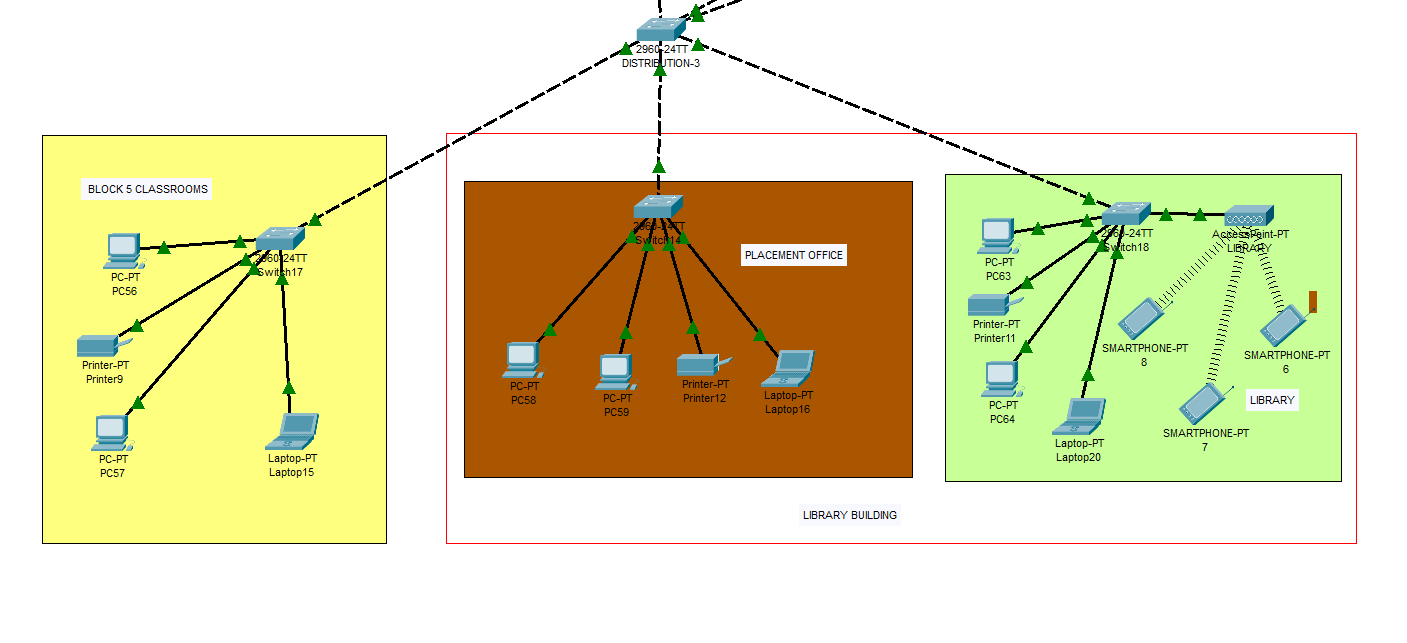 2960-24TT
DISTRIBUTION-3
BLOCK 5 CLASSROOMS
PC-PT
PC56
2960-24TT
Switch17
Printer-PT
Printer9
PC-PT
PC57
Laptop-PT
Laptop15
2960-24TT
Switch14
PLACEMENT OFFICE
PC-PT
PC58
PC-PT
PC59
Printer-PT
Printer12
Laptop-PT
Laptop16
2960-24TT
Switch18
AccessPoint-PT
LIBRARY
PC-PT
PC63
Printer-PT
Printer11
PC-PT
PC64
Laptop-PT
Laptop20
SMARTPHONE-PT
8
SMARTPHONE-PT
6
SMARTPHONE-PT
7
LIBRARY
LIBRARY BUILDING